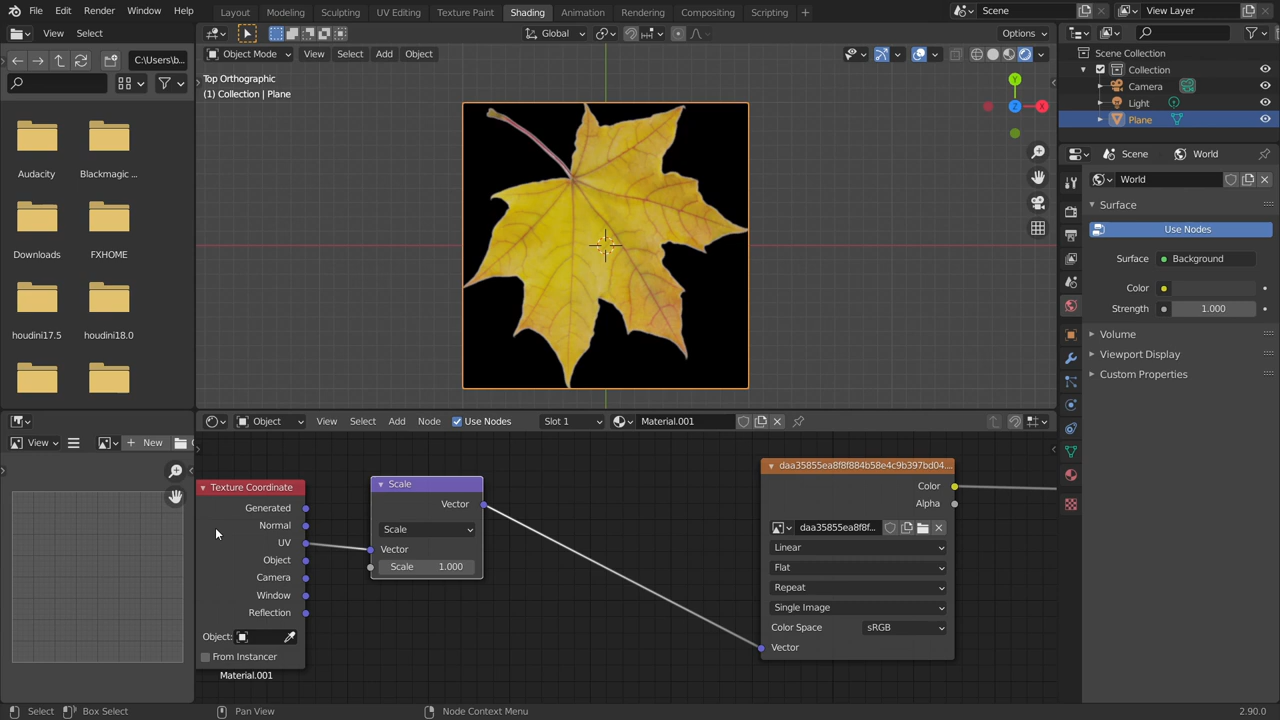 File Edit Render Window Help
Layout Modeling Sculpting UV Editing Texture Paint Shading Animation Rendering Compositing Scripting +
Scene
View Layer
View Select
Global
Options
C:\Users\b...
Object Mode View Select Add Object
Top Orthographic
(1) Collection | Plane
Y
X
Z
Audacity
Blackmagic ...
Downloads
FXHOME
houdini17.5
houdini18.0
Scene Collection
Collection
Camera
Light
Plane
Scene
World
World
Surface
Use Nodes
Surface
Background
Color
Strength
1.000
Volume
Viewport Display
Custom Properties
Object View Select Add Node Use Nodes
Slot 1
Material.001
View
New
Texture Coordinate
Generated
Normal
UV
Object
Camera
Window
Reflection
Object:
From Instancer
Material.001
Scale
Vector
Scale
Vector
Scale 1.000
daa35855ea8f8f884b58e4c9b397bd04....
Color
Alpha
daa35855ea8f8f...
Linear
Flat
Repeat
Single Image
Color Space
sRGB
Vector
Select
Box Select
Pan View
Node Context Menu
2.90.0